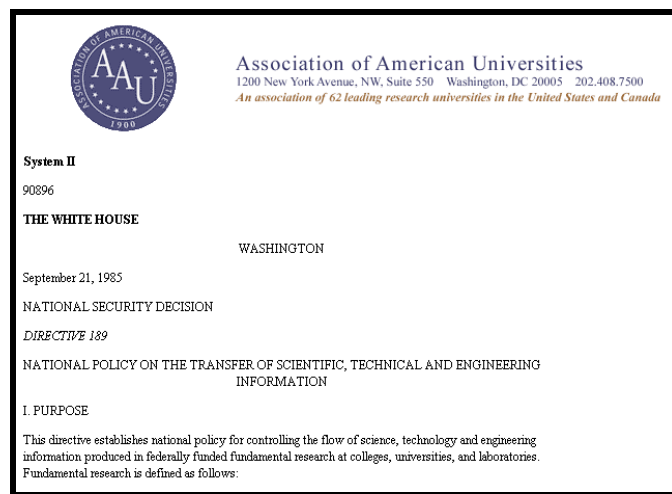 ASSOCIATION OF AMERICAN UNIVERSITIES
AAU
1900
Association of American Universities
1200 New York Avenue, NW, Suite 550 Washington, DC 20005 202.408.7500
An association of 62 leading research universities in the United States and Canada
System II
90896
THE WHITE HOUSE
WASHINGTON
September 21, 1985
NATIONAL SECURITY DECISION
DIRECTIVE 189
NATIONAL POLICY ON THE TRANSFER OF SCIENTIFIC, TECHNICAL AND ENGINEERING
INFORMATION
I. PURPOSE
This directive establishes national policy for controlling the flow of science, technology and engineering
information produced in federally funded fundamental research at colleges, universities, and laboratories.
Fundamental research is defined as follows: